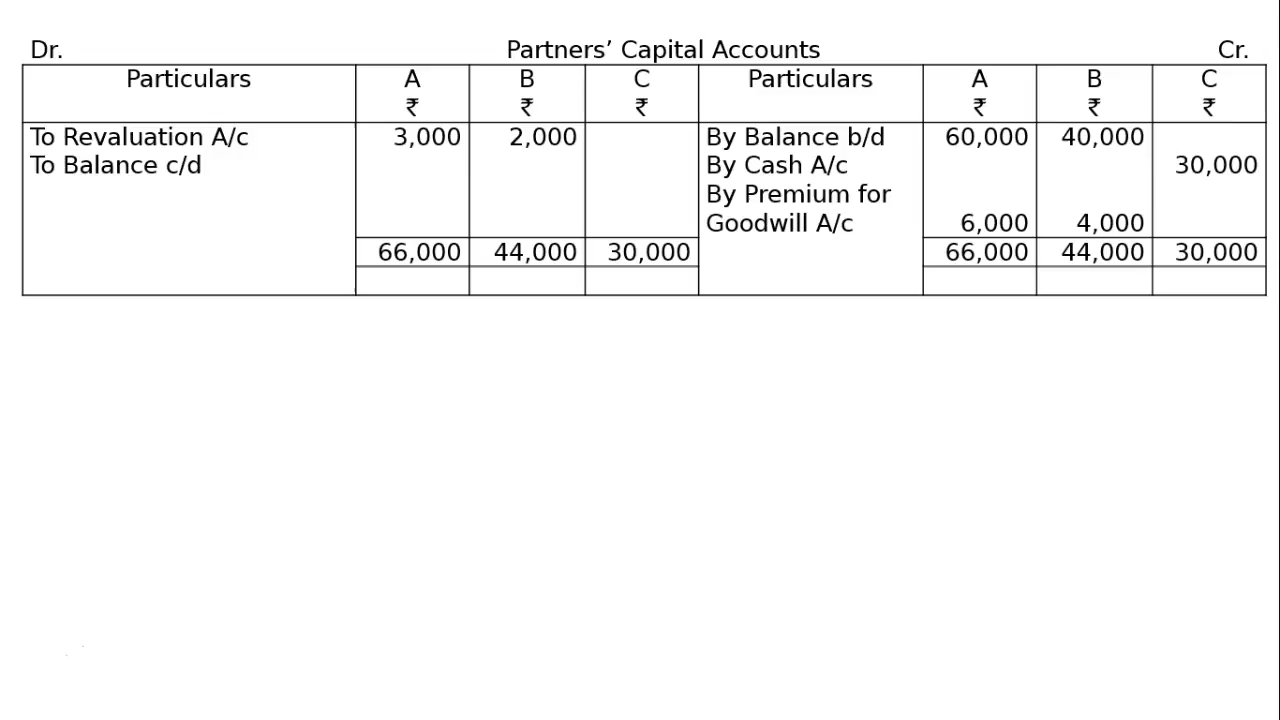 Dr. Partners’ Capital Accounts Cr.
Particulars A B C Particulars A B C
₹ ₹ ₹ ₹ ₹ ₹
To Revaluation A/c 3,000 2,000 By Balance b/d 60,000 40,000
To Balance c/d By Cash A/c 30,000
By Premium for
Goodwill A/c 6,000 4,000
66,000 44,000 30,000 66,000 44,000 30,000